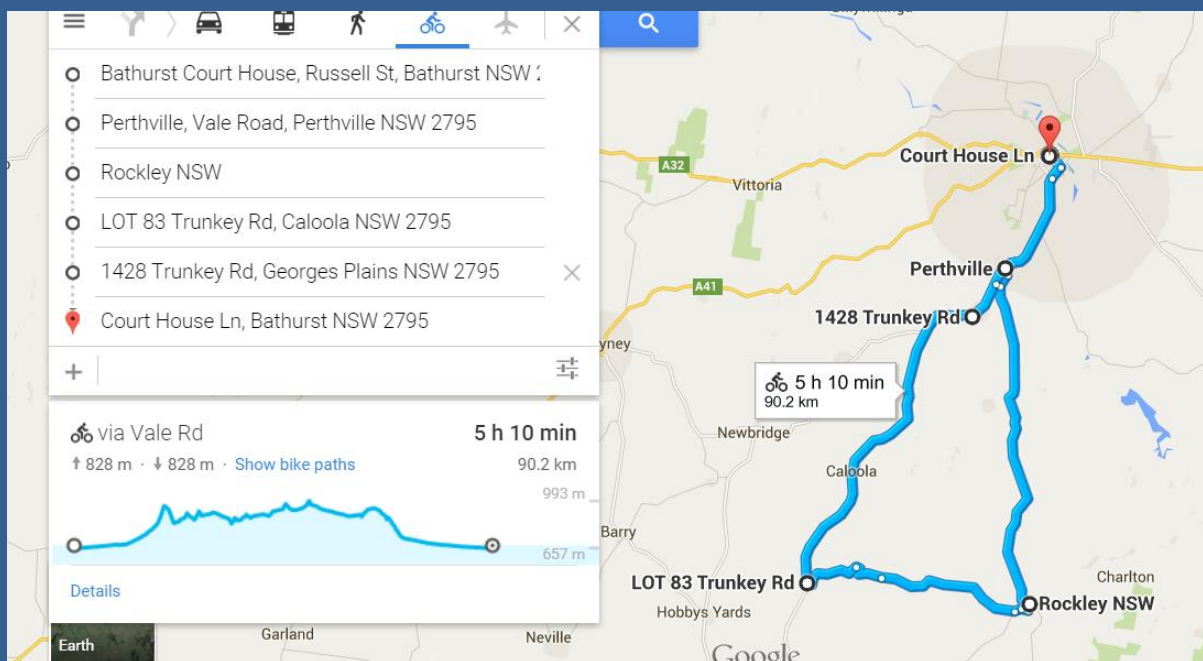 Bathurst Court House, Russell St, Bathurst NSW
Perthville, Vale Road, Perthville NSW 2795
Rockley NSW
LOT 83 Trunkey Rd, Caloola NSW 2795
1428 Trunkey Rd, Georges Plains NSW 2795
Court House Ln, Bathurst NSW 2795
via Vale Rd
5 h 10 min
↑ 828 m · ↓ 828 m · Show bike paths
90.2 km
993 m
657 m
Details
Earth
Court House Ln
A32
Vittoria
Perthville
A41
1428 Trunkey Rd
5 h 10 min
90.2 km
Newbridge
Caloola
Barry
LOT 83 Trunkey Rd
Charlton
Rockley NSW
Hobbys Yards
Garland
Neville
Google